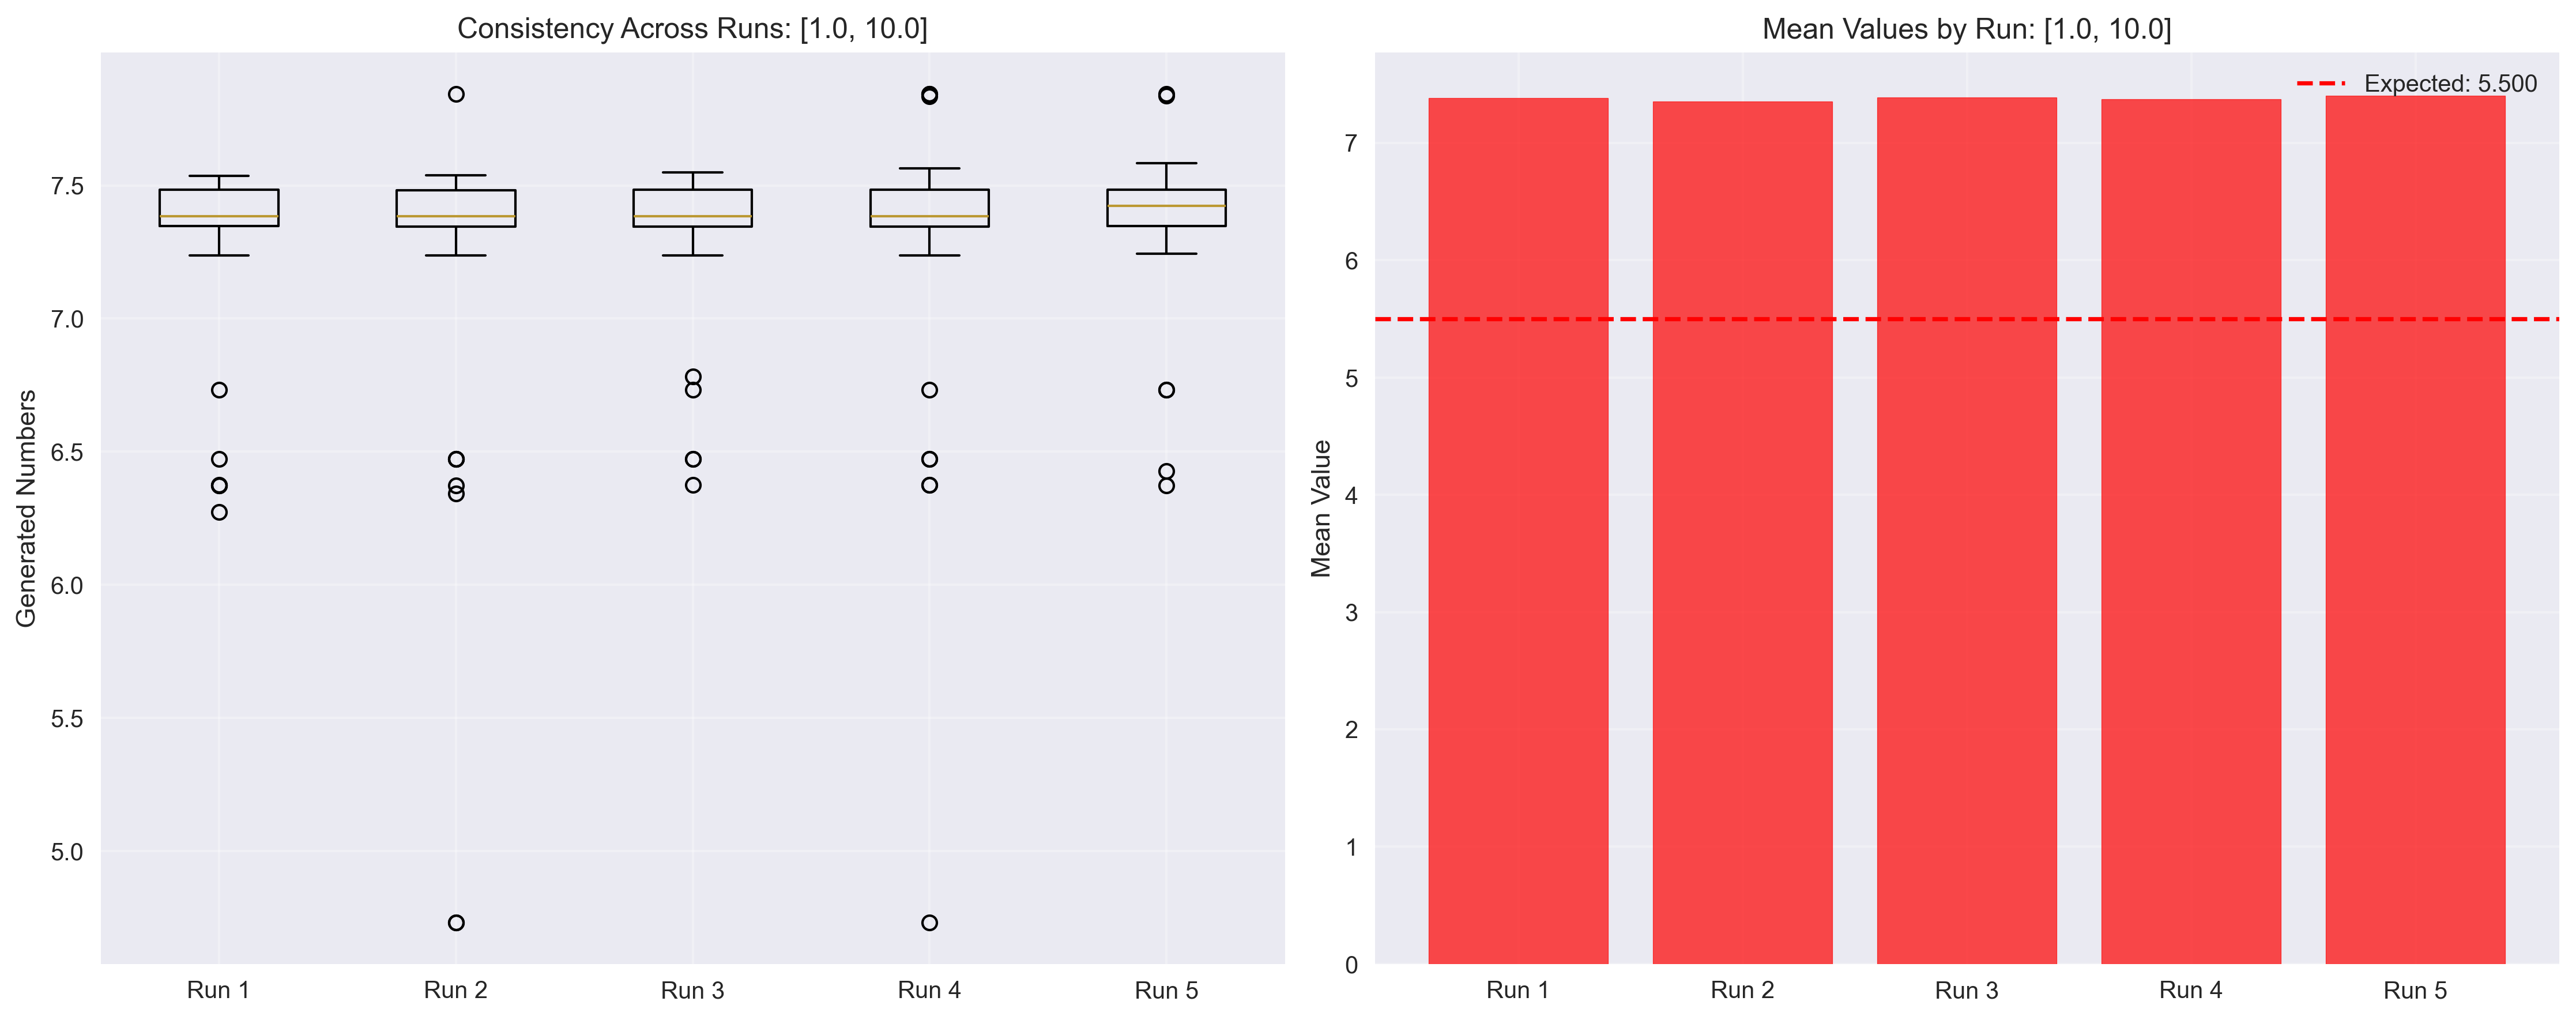 Consistency Across Runs: [1.0, 10.0]
Generated Numbers
7.5
7.0
6.5
6.0
5.5
5.0
Run 1
Run 2
Run 3
Run 4
Run 5
Mean Values by Run: [1.0, 10.0]
Expected: 5.500
Mean Value
7
6
5
4
3
2
1
0
Run 1
Run 2
Run 3
Run 4
Run 5